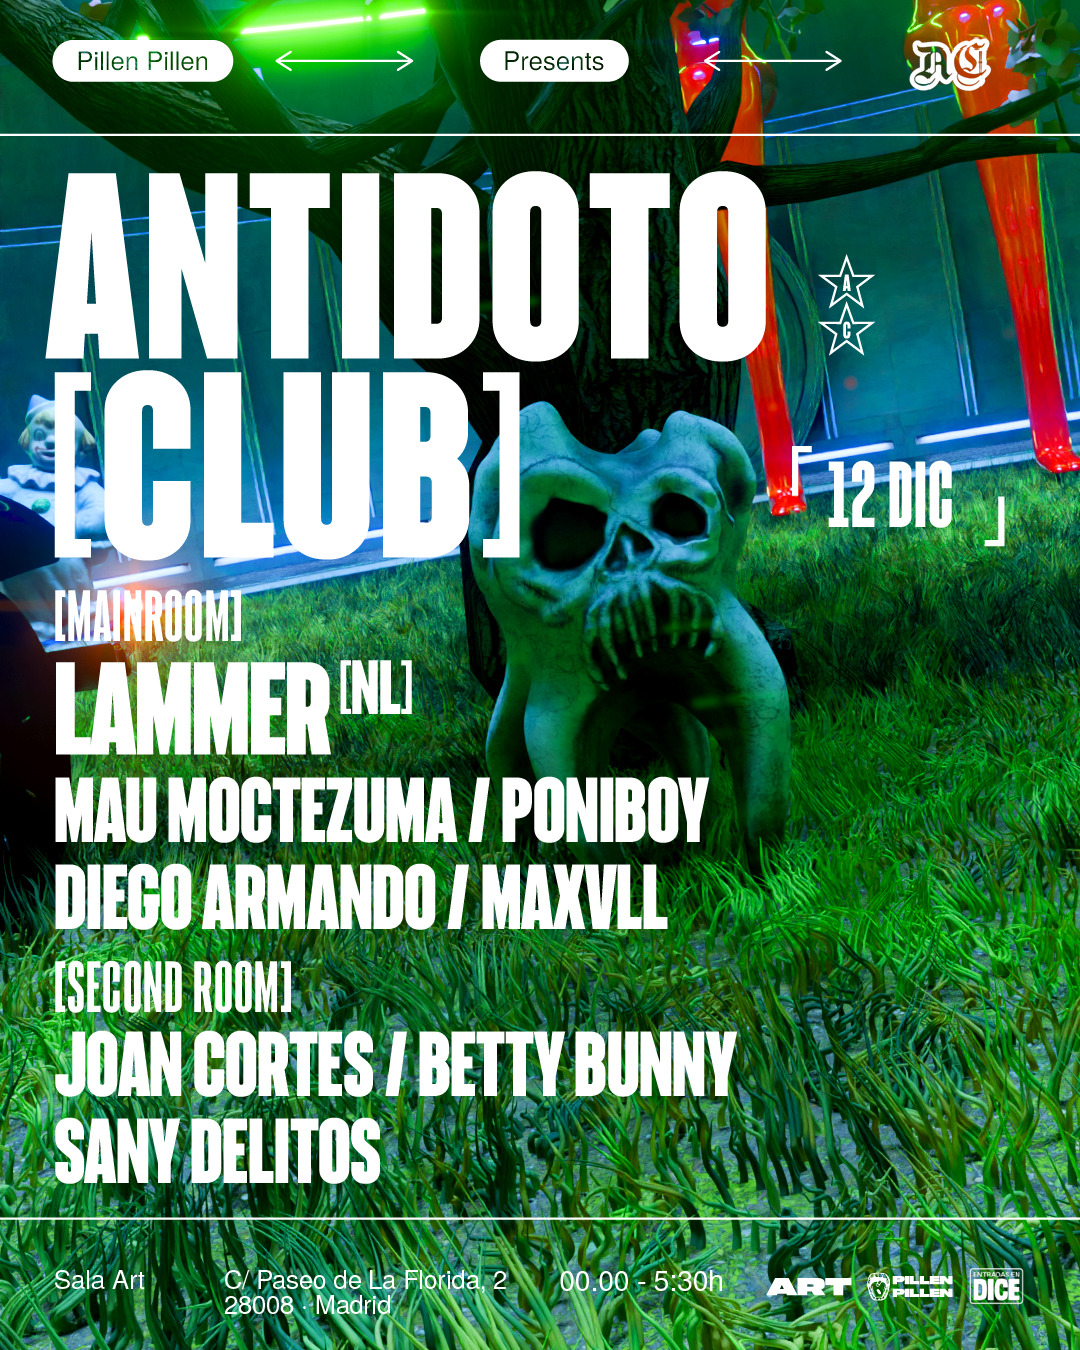 Pillen Pillen
Presents
AC
ANTIDOTO
A
C
[CLUB]
12 DIC
[MAINROOM]
LAMMER [NL]
MAU MOCTEZUMA / PONIBOY
DIEGO ARMANDO / MAXVLL
[SECOND ROOM]
JOAN CORTES / BETTY BUNNY
SANY DELITOS
Sala Art
C/ Paseo de La Florida, 2
28008 · Madrid
00.00 - 5:30h
ART
PILLEN
PILLEN
ENTRADAS EN
DICE